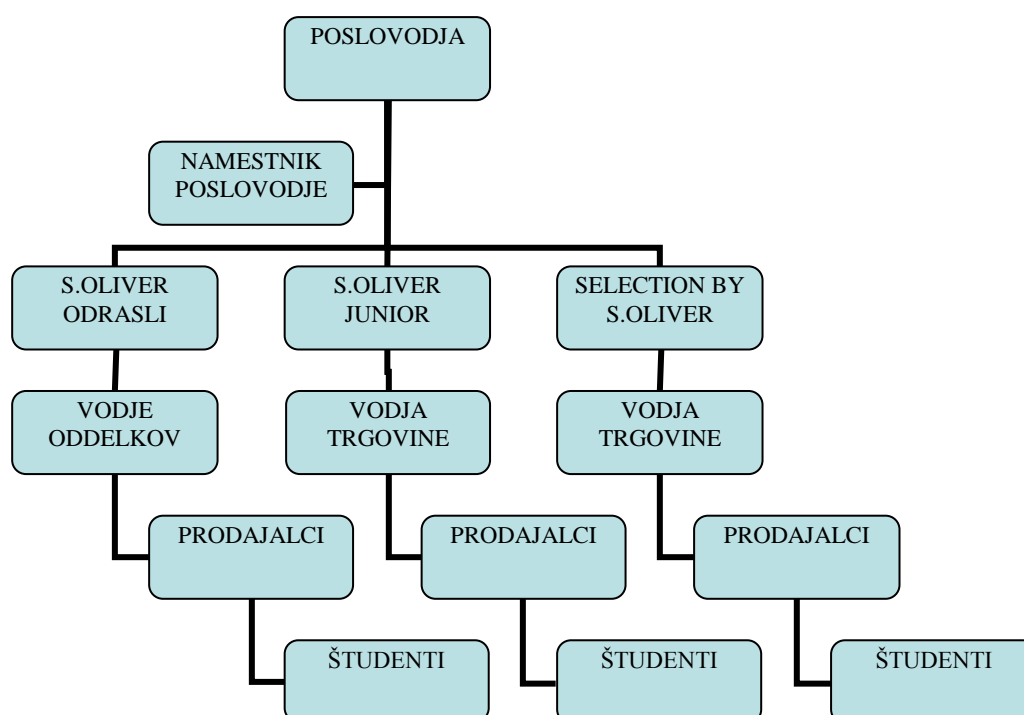 POSLOVODJA
NAMESTNIK
POSLOVODJE
S.OLIVER
ODRASLI
S.OLIVER
JUNIOR
SELECTION BY
S.OLIVER
VODJE
ODDELKOV
VODJA
TRGOVINE
VODJA
TRGOVINE
PRODAJALCI
PRODAJALCI
PRODAJALCI
ŠTUDENTI
ŠTUDENTI
ŠTUDENTI